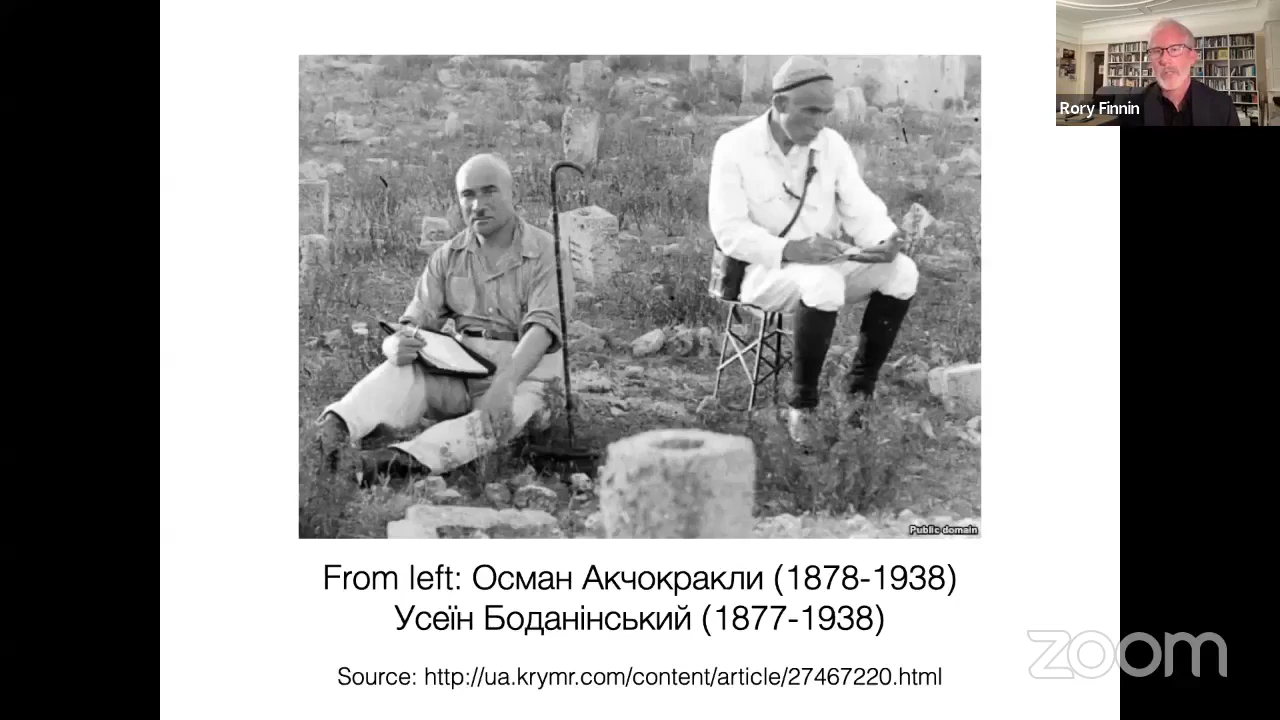 Rory Finnin
Public domain
From left: Осман Акчокракли (1878-1938)
Усеїн Боданінський (1877-1938)
Source: http://ua.krymr.com/content/article/27467220.html
zoom